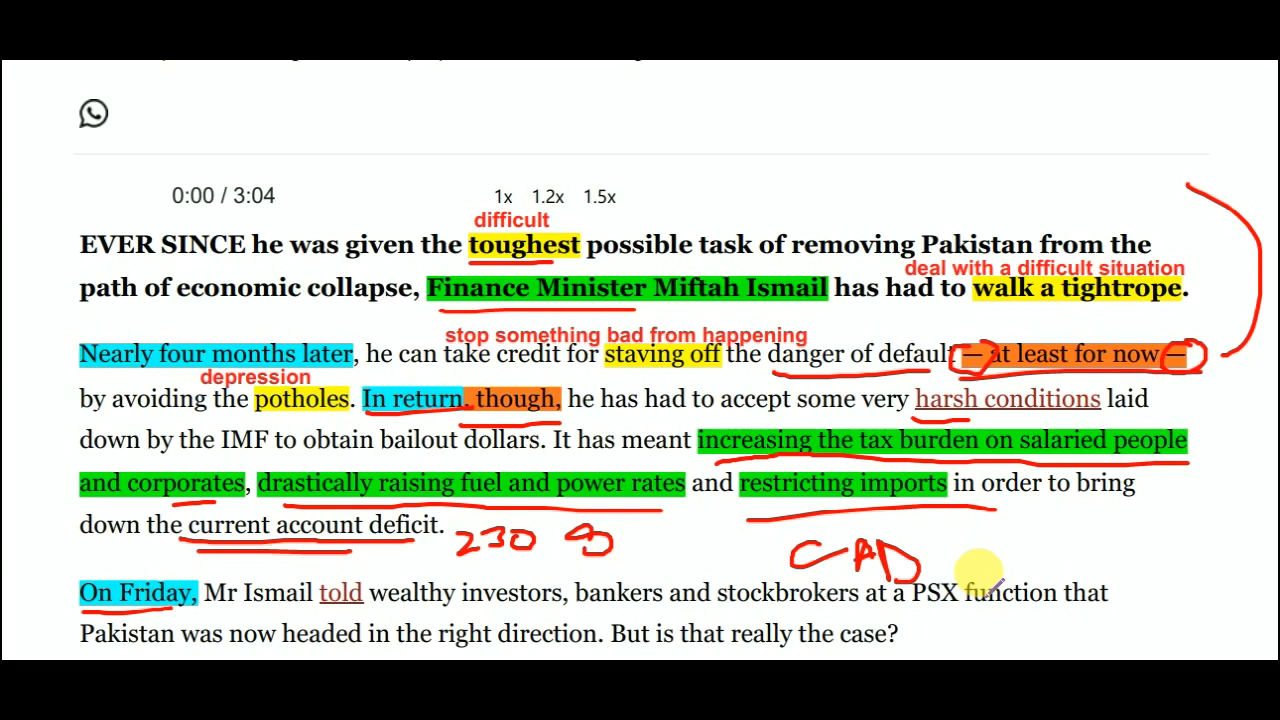 0:00 / 3:04 1x 1.2x 1.5x
difficult
EVER SINCE he was given the toughest possible task of removing Pakistan from the
deal with a difficult situation
path of economic collapse, Finance Minister Miftah Ismail has had to walk a tightrope.
stop something bad from happening
Nearly four months later, he can take credit for staving off the danger of default — at least for now —
depression
by avoiding the potholes. In return, though, he has had to accept some very harsh conditions laid
down by the IMF to obtain bailout dollars. It has meant increasing the tax burden on salaried people
and corporates, drastically raising fuel and power rates and restricting imports in order to bring
down the current account deficit.
230
CAD
On Friday, Mr Ismail told wealthy investors, bankers and stockbrokers at a PSX function that
Pakistan was now headed in the right direction. But is that really the case?